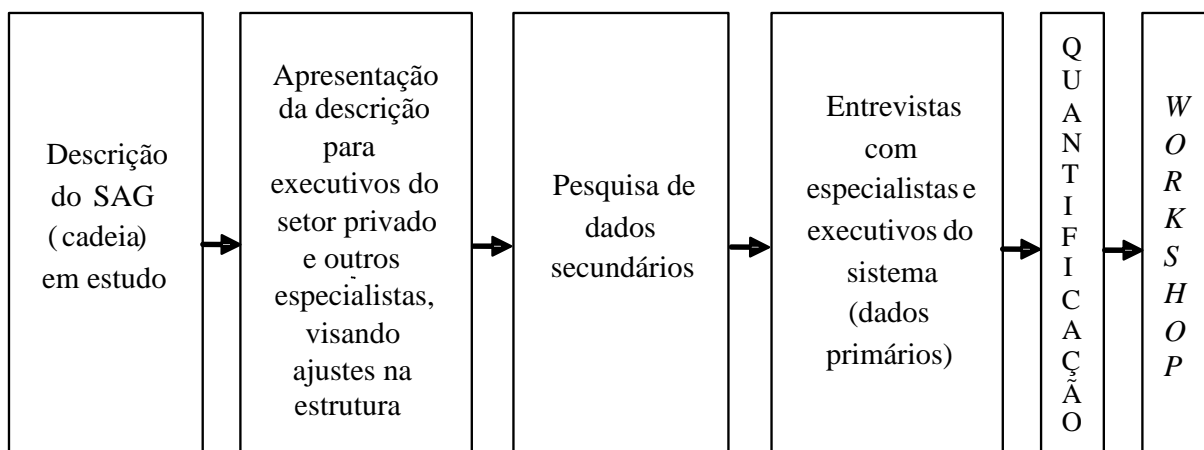 Descrição
do SAG
(cadeia)
em estudo
Apresentação
da descrição
para
executivos do
setor privado
e outros
especialistas,
visando
ajustes na
estrutura
Pesquisa de
dados
secundários
Entrevistas
com
especialistas e
executivos do
sistema
(dados
primários)
Q
U
A
N
T
I
F
I
C
A
Ç
Ã
O
W
O
R
K
S
H
O
P